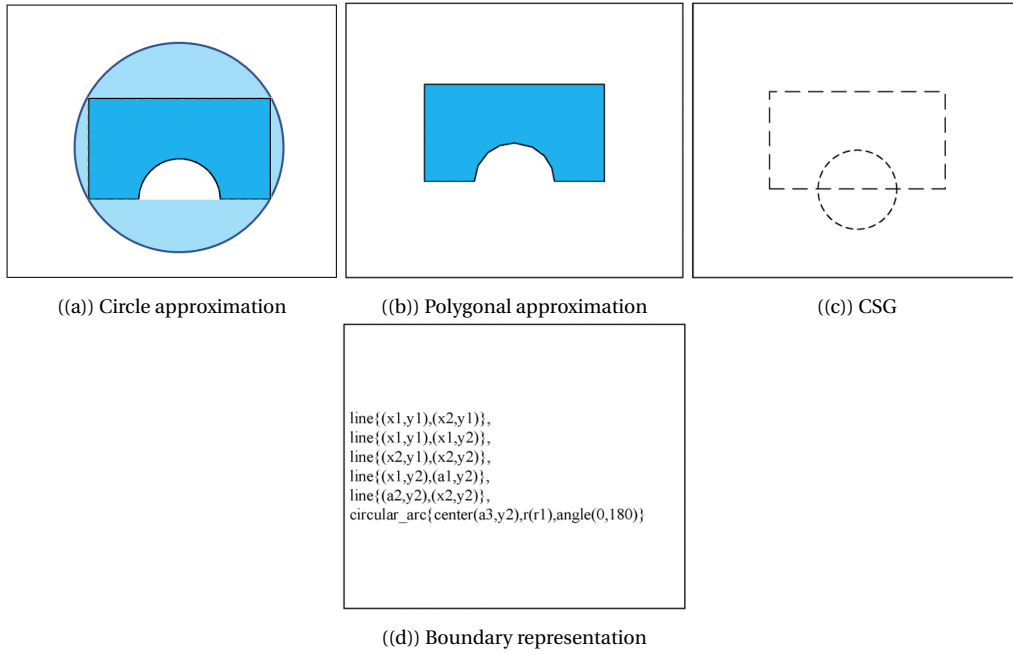 ((a)) Circle approximation
((b)) Polygonal approximation
((c)) CSG
line{(x1,y1),(x2,y1)},
line{(x1,y1),(x1,y2)},
line{(x2,y1),(x2,y2)},
line{(x1,y2),(a1,y2)},
line{(a2,y2),(x2,y2)},
circular_arc{center(a3,y2),r(r1),angle(0,180)}
((d)) Boundary representation